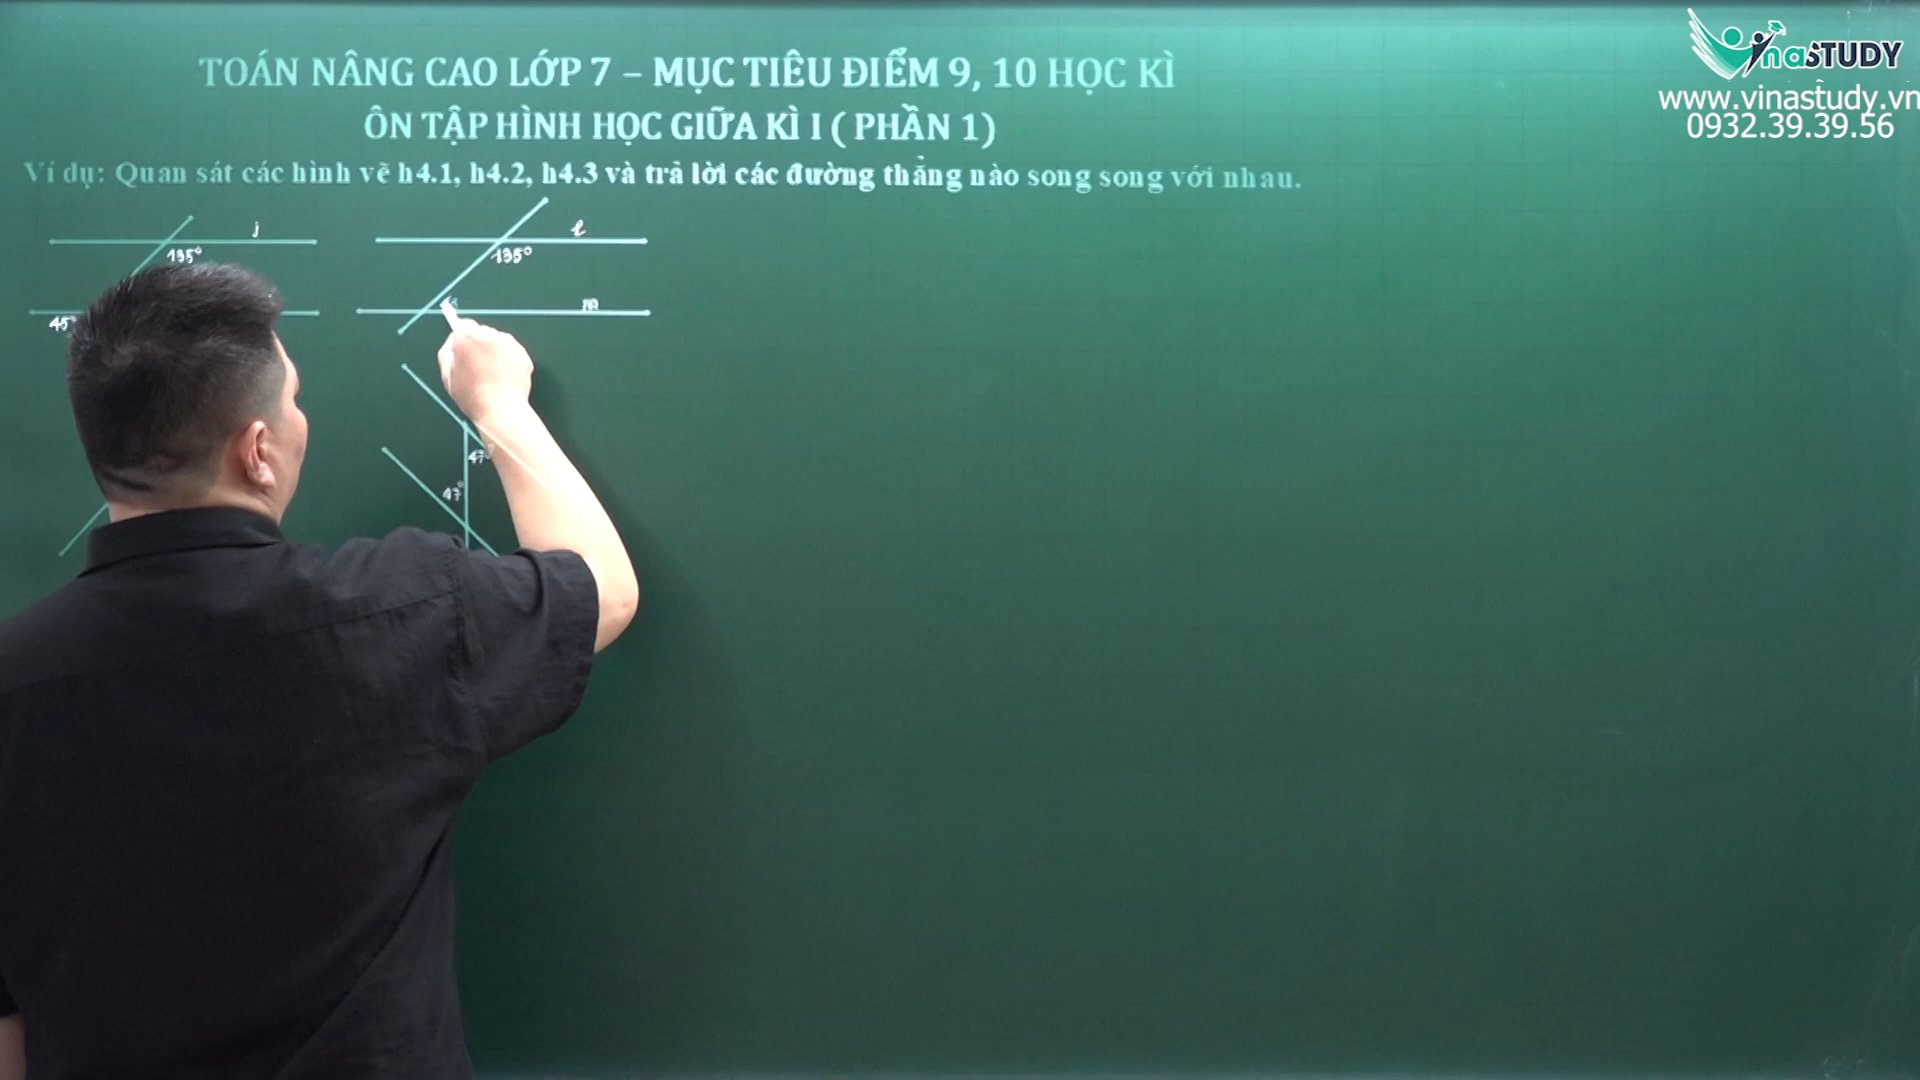 VinaSTUDY
www.vinastudy.vn
0932.39.39.56
TOÁN NÂNG CAO LỚP 7 – MỤC TIÊU ĐIỂM 9, 10 HỌC KÌ
ÔN TẬP HÌNH HỌC GIỮA KÌ I ( PHẦN 1)
Ví dụ: Quan sát các hình vẽ h4.1, h4.2, h4.3 và trả lời các đường thẳng nào song song với nhau.
j
135°
45°
ℓ
135°
m
47°
47°